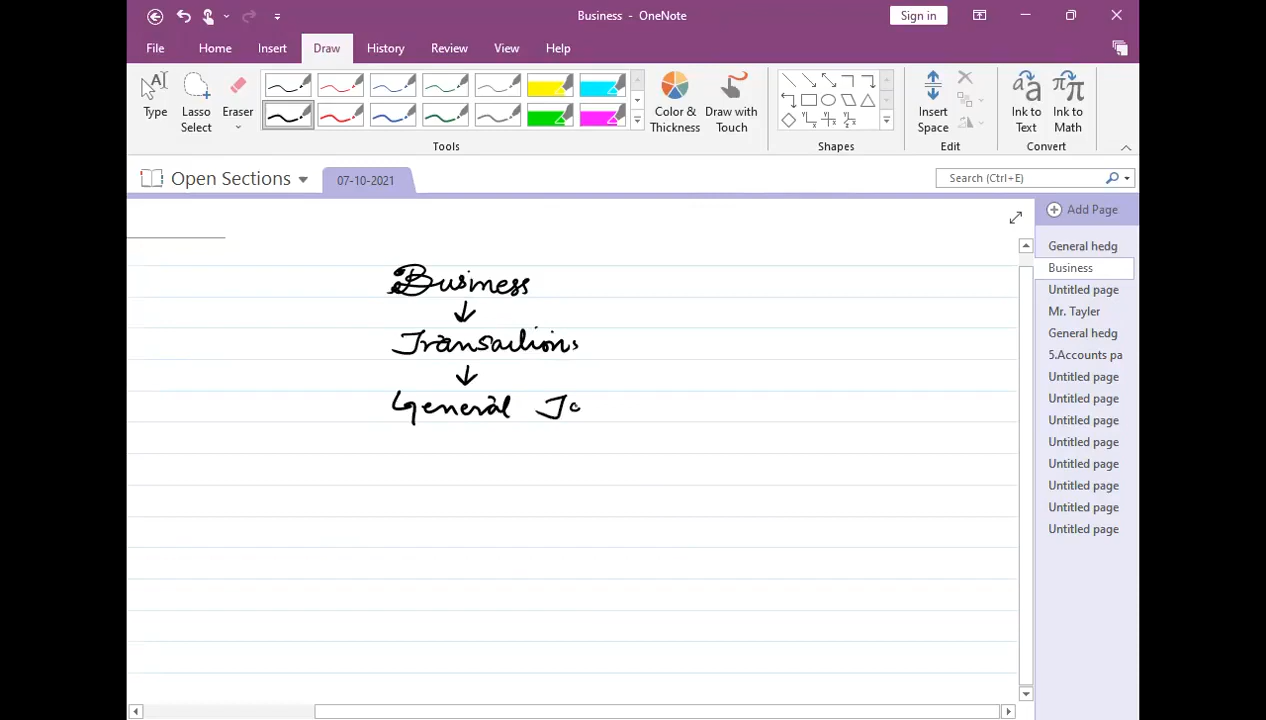 Business - OneNote
Sign in
File Home Insert Draw History Review View Help
Type
Lasso Select
Eraser
Color & Thickness
Draw with Touch
Insert Space
Ink to Text
Ink to Math
Tools Shapes Edit Convert
Open Sections
07-10-2021
Search (Ctrl+E)
Add Page
General hedg
Business
Untitled page
Mr. Tayler
General hedg
5.Accounts pa
Untitled page
Untitled page
Untitled page
Untitled page
Untitled page
Untitled page
Untitled page
Untitled page
Business
↓
Transactions
↓
General Jo